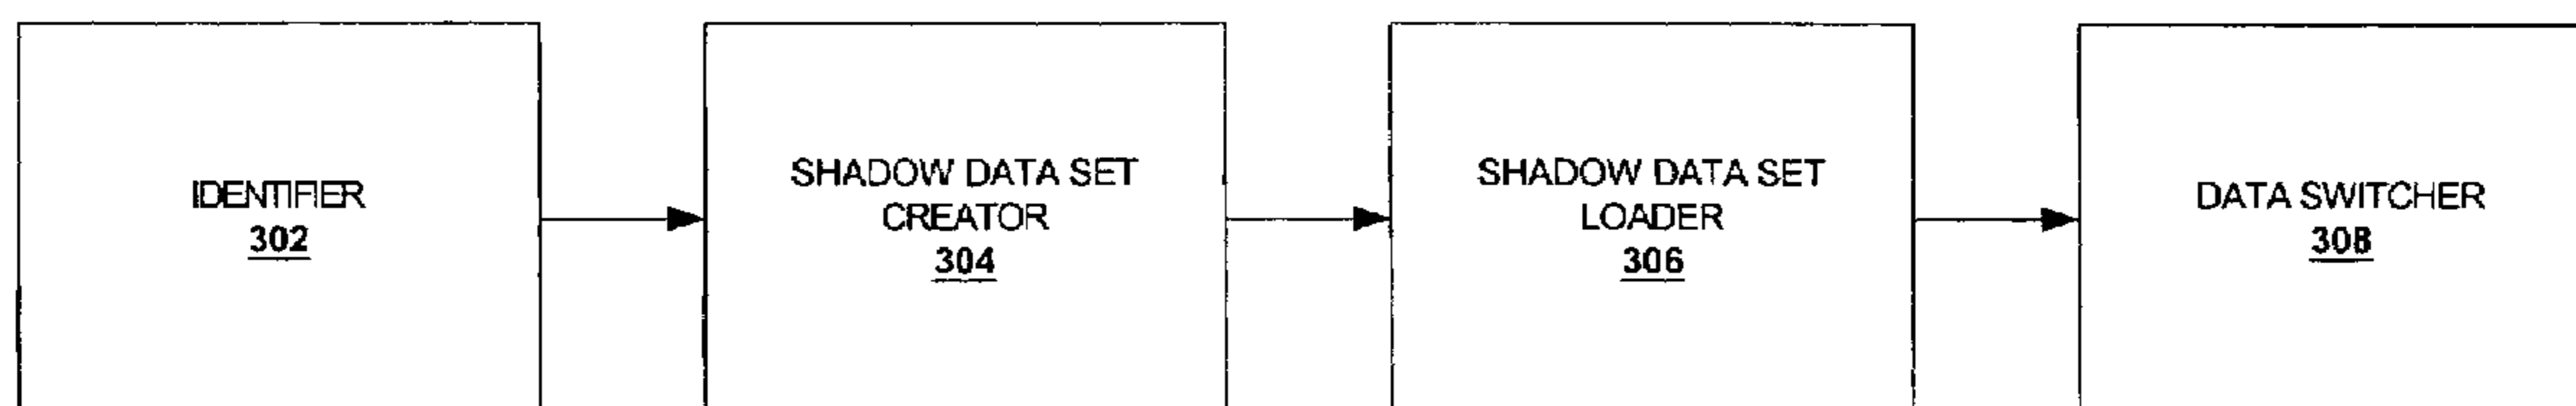 IDENTIFIER
302
SHADOW DATA SET
CREATOR
304
SHADOW DATA SET
LOADER
306
DATA SWITCHER
308